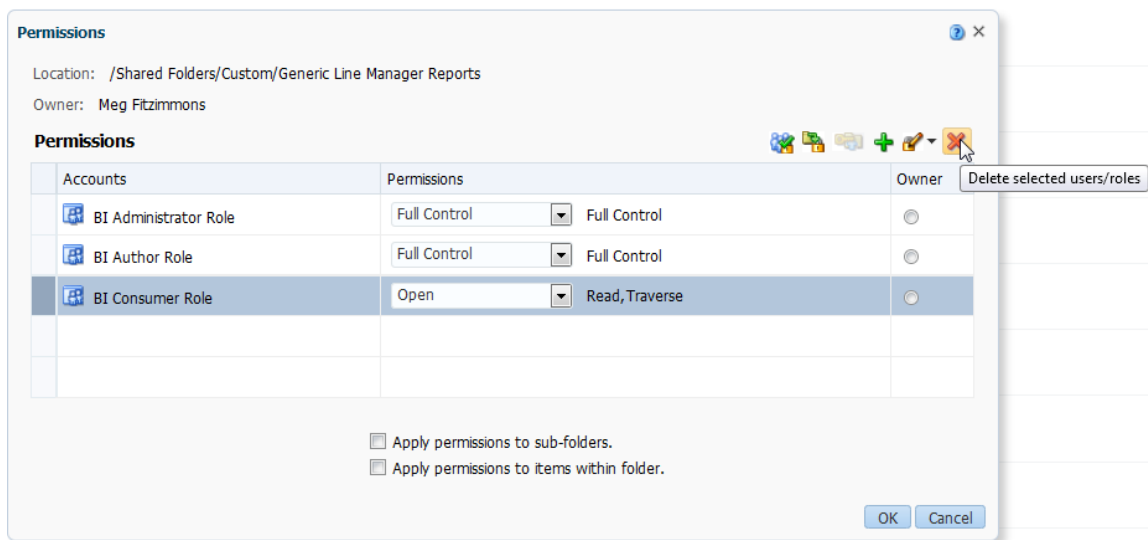 Permissions
Location: /Shared Folders/Custom/Generic Line Manager Reports
Owner: Meg Fitzimmons
Permissions
Delete selected users/roles
Accounts Permissions Owner
BI Administrator Role Full Control Full Control
BI Author Role Full Control Full Control
BI Consumer Role Open Read,Traverse
Apply permissions to sub-folders.
Apply permissions to items within folder.
OK Cancel